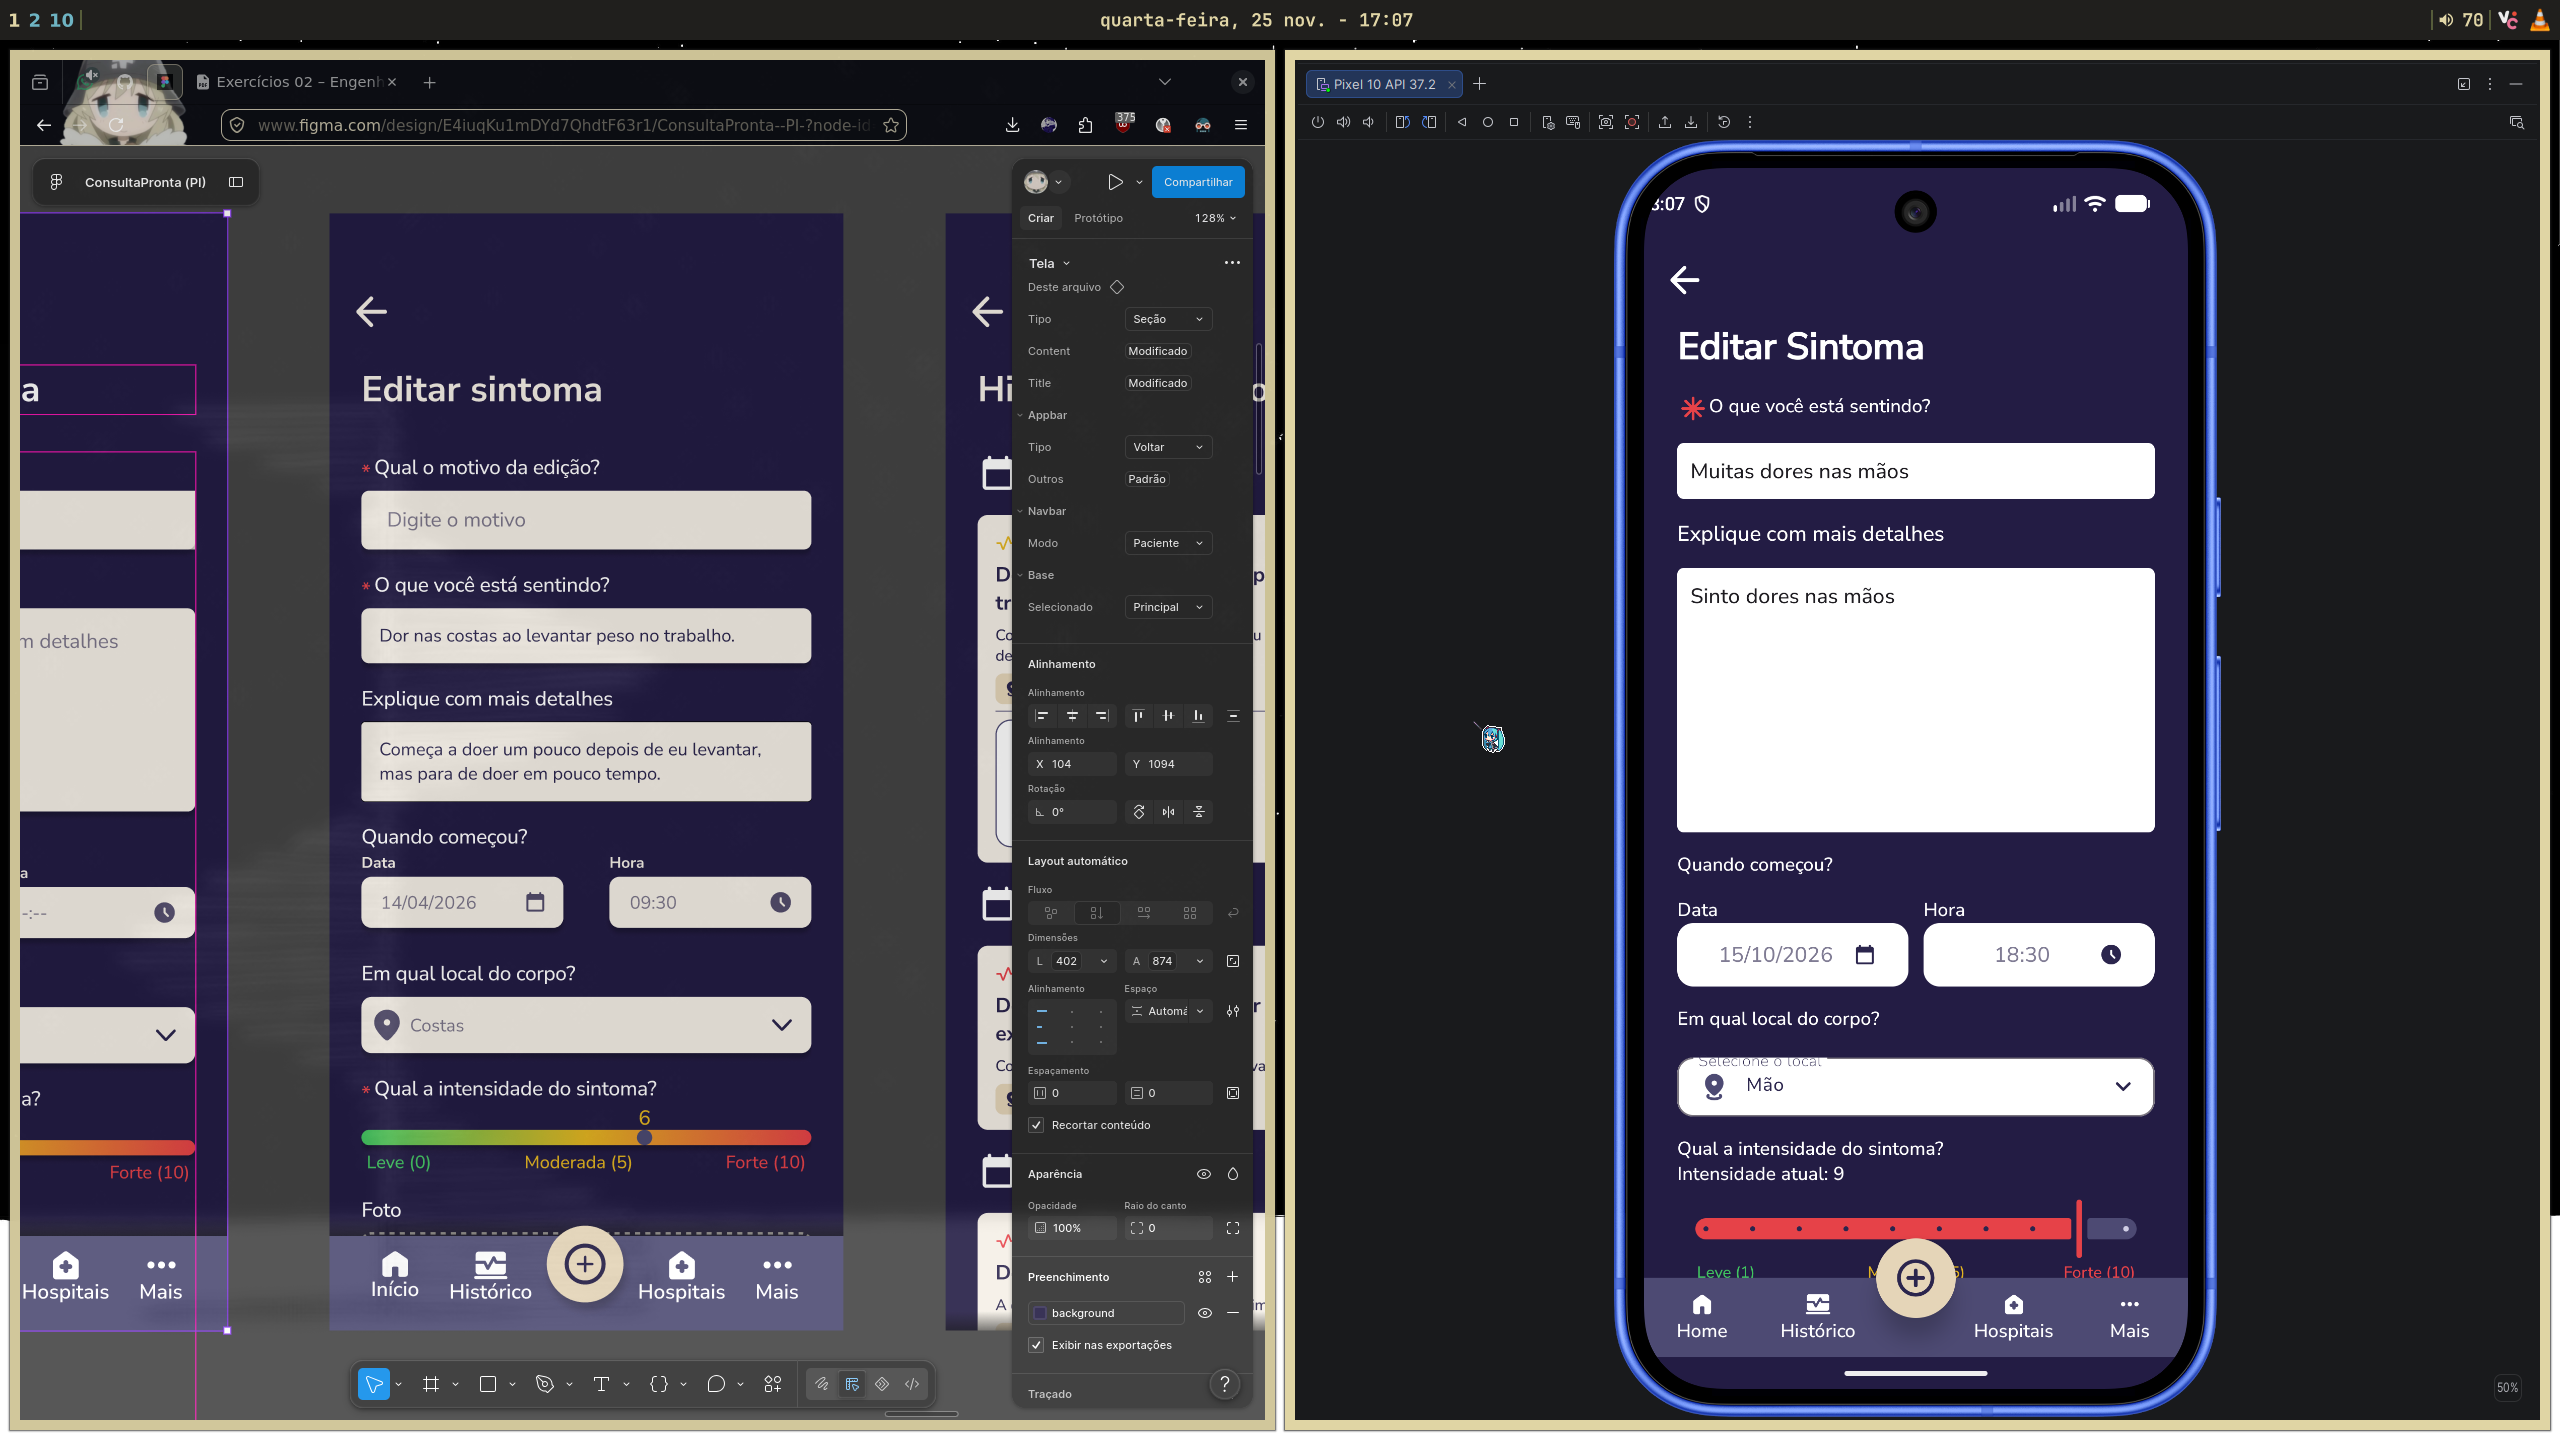 1 2 10
quarta-feira, 25 nov. - 17:07
70
Exercícios 02 – Engenh
www.figma.com/design/E4iuqKu1mDYd7QhdtF63r1/ConsultaPronta--PI-?node-id
375
ConsultaPronta (PI)
a
m detalhes
a
-:--
a?
Forte (10)
Hospitais
Mais
Editar sintoma
* Qual o motivo da edição?
Digite o motivo
* O que você está sentindo?
Dor nas costas ao levantar peso no trabalho.
Explique com mais detalhes
Começa a doer um pouco depois de eu levantar,
mas para de doer em pouco tempo.
Quando começou?
Data
Hora
14/04/2026
09:30
Em qual local do corpo?
Costas
* Qual a intensidade do sintoma?
6
Leve (0)
Moderada (5)
Forte (10)
Foto
Início
Histórico
Hospitais
Mais
Hi
D
tr
Co
de
D
ex
Co
D
A
Compartilhar
Criar
Protótipo
128%
Tela
Deste arquivo
Tipo
Seção
Content
Modificado
Title
Modificado
Appbar
Tipo
Voltar
Outros
Padrão
Navbar
Modo
Paciente
Base
Selecionado
Principal
Alinhamento
Alinhamento
Alinhamento
X 104
Y 1094
Rotação
0°
Layout automático
Fluxo
Dimensões
L 402
A 874
Alinhamento
Espaço
Automá
Espaçamento
0
0
Recortar conteúdo
Aparência
Opacidade
Raio do canto
100%
0
Preenchimento
background
Exibir nas exportações
Traçado
?
Pixel 10 API 37.2
3:07
Editar Sintoma
O que você está sentindo?
Muitas dores nas mãos
Explique com mais detalhes
Sinto dores nas mãos
Quando começou?
Data
Hora
15/10/2026
18:30
Em qual local do corpo?
Selecione o local
Mão
Qual a intensidade do sintoma?
Intensidade atual: 9
Leve (1)
M
5)
Forte (10)
Home
Histórico
Hospitais
Mais
50%